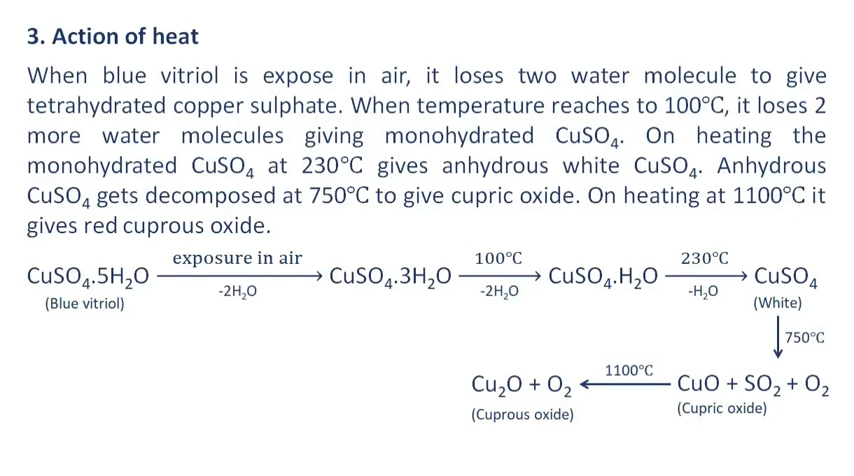 3. Action of heat
When blue vitriol is expose in air, it loses two water molecule to give
tetrahydrated copper sulphate. When temperature reaches to 100°C, it loses 2
more water molecules giving monohydrated CuSO₄. On heating the
monohydrated CuSO₄ at 230°C gives anhydrous white CuSO₄. Anhydrous
CuSO₄ gets decomposed at 750°C to give cupric oxide. On heating at 1100°C it
gives red cuprous oxide.
exposure in air 100°C 230°C
CuSO₄.5H₂O → CuSO₄.3H₂O → CuSO₄.H₂O → CuSO₄
-2H₂O -2H₂O -H₂O
(Blue vitriol) (White)
750°C
1100°C
Cu₂O + O₂ ← CuO + SO₂ + O₂
(Cuprous oxide) (Cupric oxide)